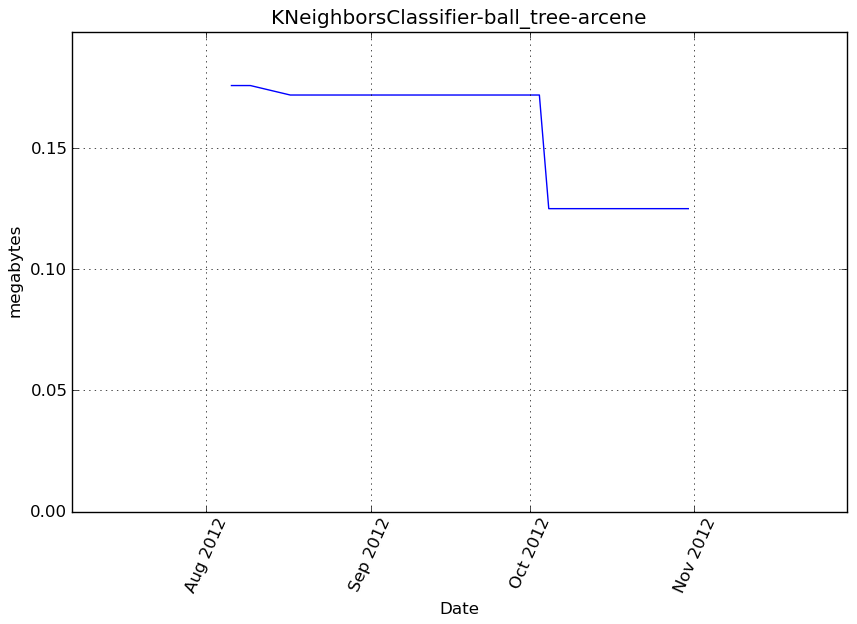 KNeighborsClassifier-ball_tree-arcene
megabytes
0.15
0.10
0.05
0.00
Aug 2012
Sep 2012
Oct 2012
Nov 2012
Date